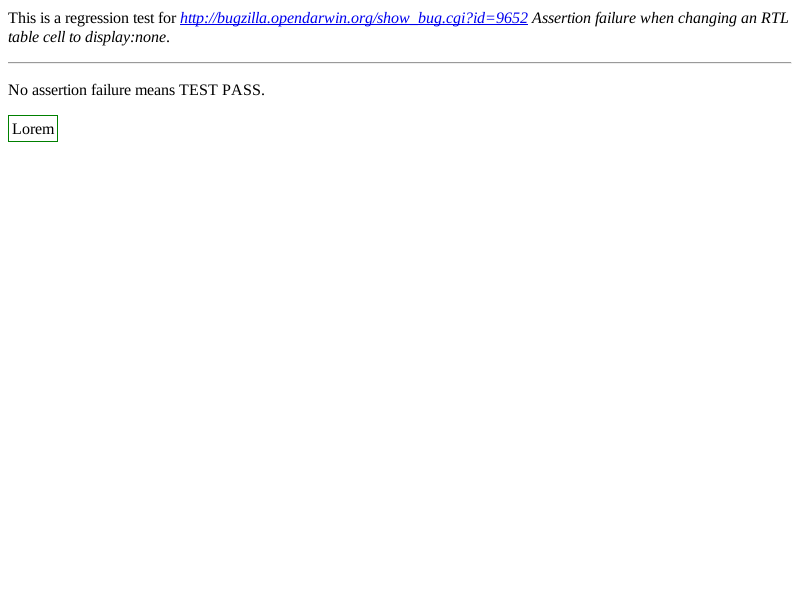 This is a regression test for http://bugzilla.opendarwin.org/show_bug.cgi?id=9652 Assertion failure when changing an RTL
table cell to display:none.
No assertion failure means TEST PASS.
Lorem